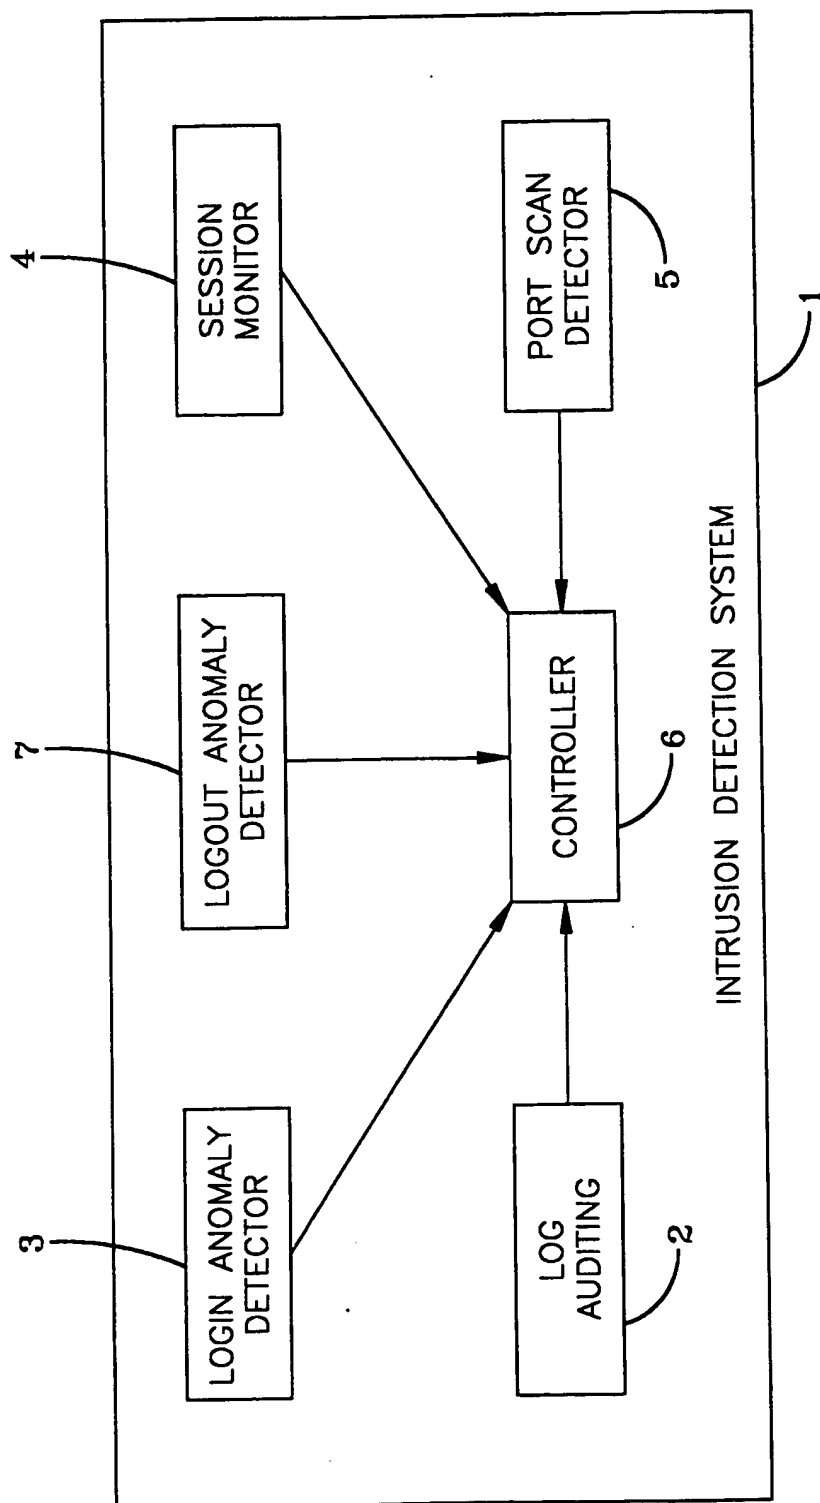 3
7
4
LOGIN ANOMALY
DETECTOR
LOGOUT ANOMALY
DETECTOR
SESSION
MONITOR
LOG
AUDITING
CONTROLLER
PORT SCAN
DETECTOR
2
6
5
INTRUSION DETECTION SYSTEM
1